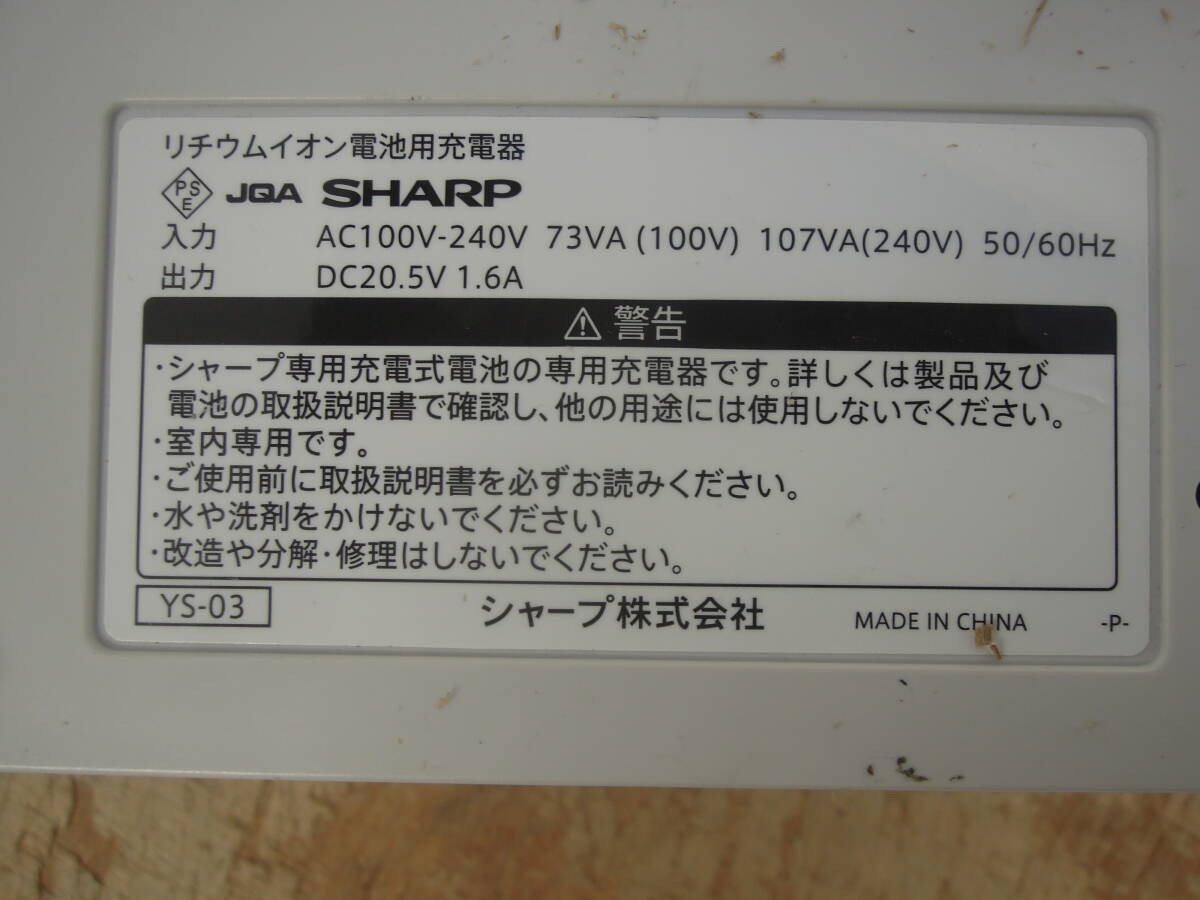 リチウムイオン電池用充電器
PS E JQA SHARP
入力 AC100V-240V 73VA (100V) 107VA(240V) 50/60Hz
出力 DC20.5V 1.6A
⚠ 警告
・シャープ専用充電式電池の専用充電器です。詳しくは製品及び
電池の取扱説明書で確認し、他の用途には使用しないでください。
・室内専用です。
・ご使用前に取扱説明書を必ずお読みください。
・水や洗剤をかけないでください。
・改造や分解・修理はしないでください。
YS-03 シャープ株式会社 MADE IN CHINA -P-